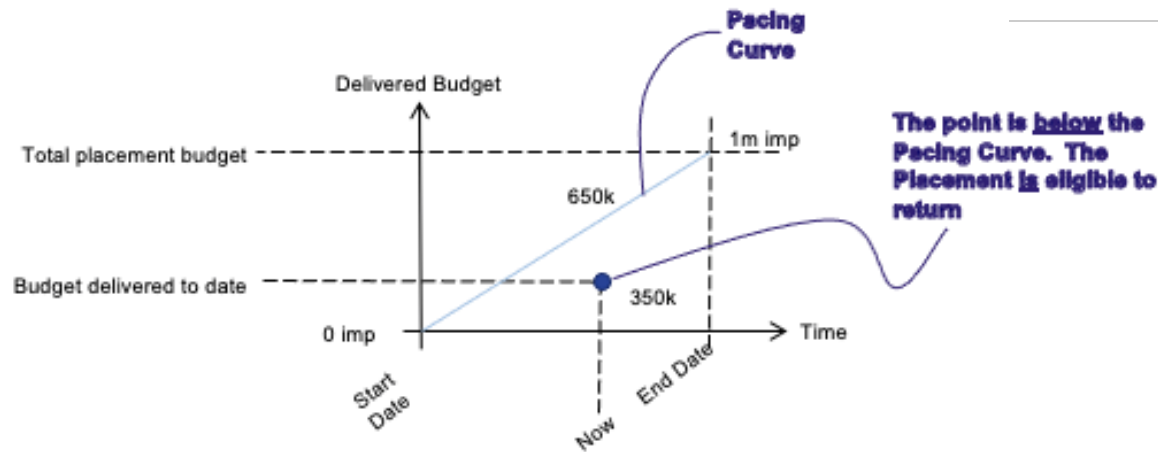 Pacing
Curve
Delivered Budget
Total placement budget
1m imp
The point is below the
Pacing Curve. The
Placement is eligible to
return
650k
Budget delivered to date
350k
0 imp
Time
Start
Date
End Date
Now